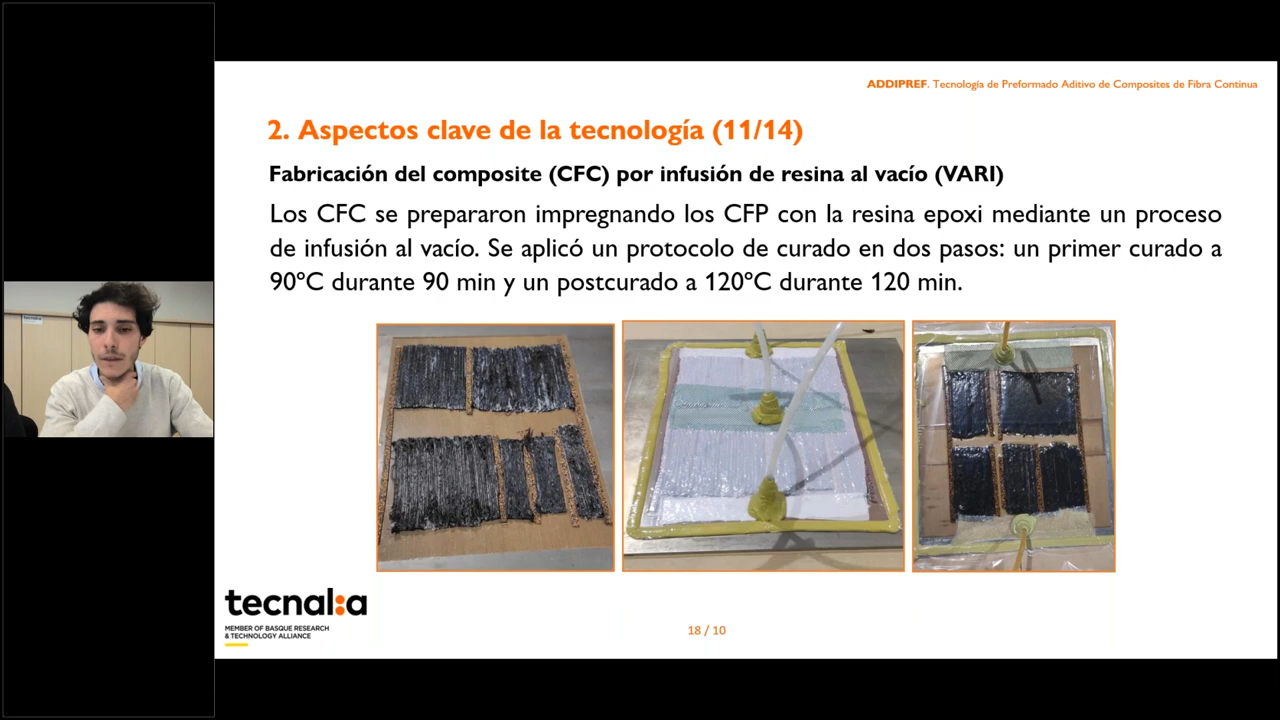 ADDIPREF. Tecnología de Preformado Aditivo de Composites de Fibra Continua
2. Aspectos clave de la tecnología (11/14)
Fabricación del composite (CFC) por infusión de resina al vacío (VARI)
Los CFC se prepararon impregnando los CFP con la resina epoxi mediante un proceso
de infusión al vacío. Se aplicó un protocolo de curado en dos pasos: un primer curado a
90ºC durante 90 min y un postcurado a 120ºC durante 120 min.
tecnal:a
MEMBER OF BASQUE RESEARCH
& TECHNOLOGY ALLIANCE
18 / 10